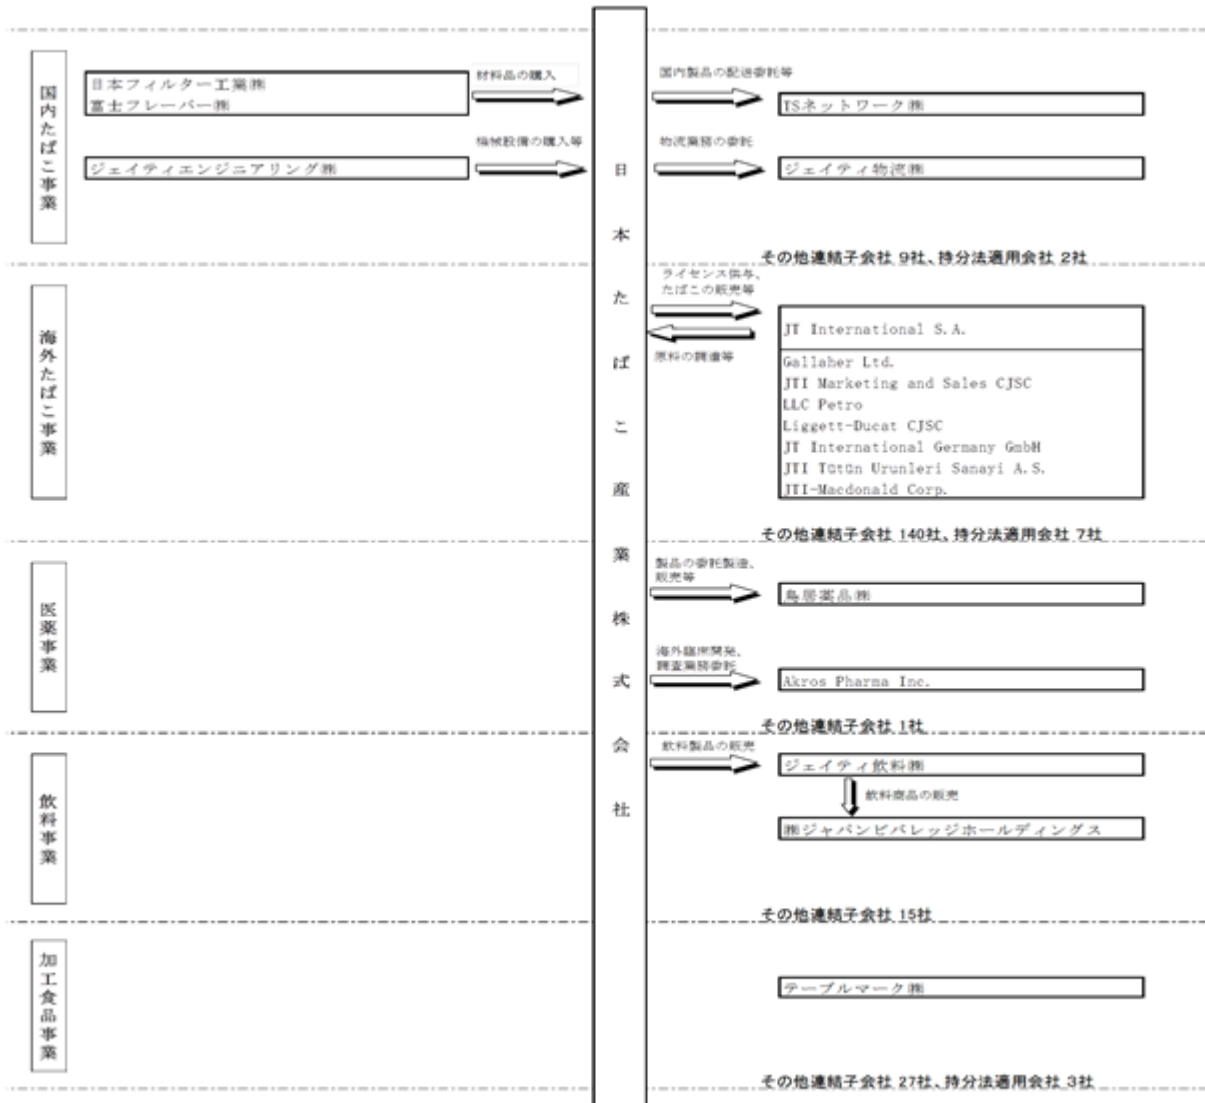 国内たばこ事業
日本フィルター工業㈱
富士フレーバー㈱
材料品の購入
国内製品の配送委託等
TSネットワーク㈱
ジェイティエンジニアリング㈱
機械設備の購入等
物流業務の委託
ジェイティ物流㈱
その他連結子会社 9社、持分法適用会社 2社
日本たばこ産業株式会社
海外たばこ事業
ライセンス供与、
たばこの販売等
原料の調達等
JT International S.A.
Gallaher Ltd.
JTI Marketing and Sales CJSC
LLC Petro
Liggett-Ducat CJSC
JT International Germany GmbH
JTI Tütün Urunleri Sanayi A.S.
JTI-Macdonald Corp.
その他連結子会社 140社、持分法適用会社 7社
医薬事業
製品の委託製造、
販売等
鳥居薬品㈱
海外臨床開発、
調査業務委託
Akros Pharma Inc.
その他連結子会社 1社
飲料事業
飲料製品の販売
ジェイティ飲料㈱
飲料商品の販売
㈱ジャパンビバレッジホールディングス
その他連結子会社 15社
加工食品事業
テーブルマーク㈱
その他連結子会社 27社、持分法適用会社 3社